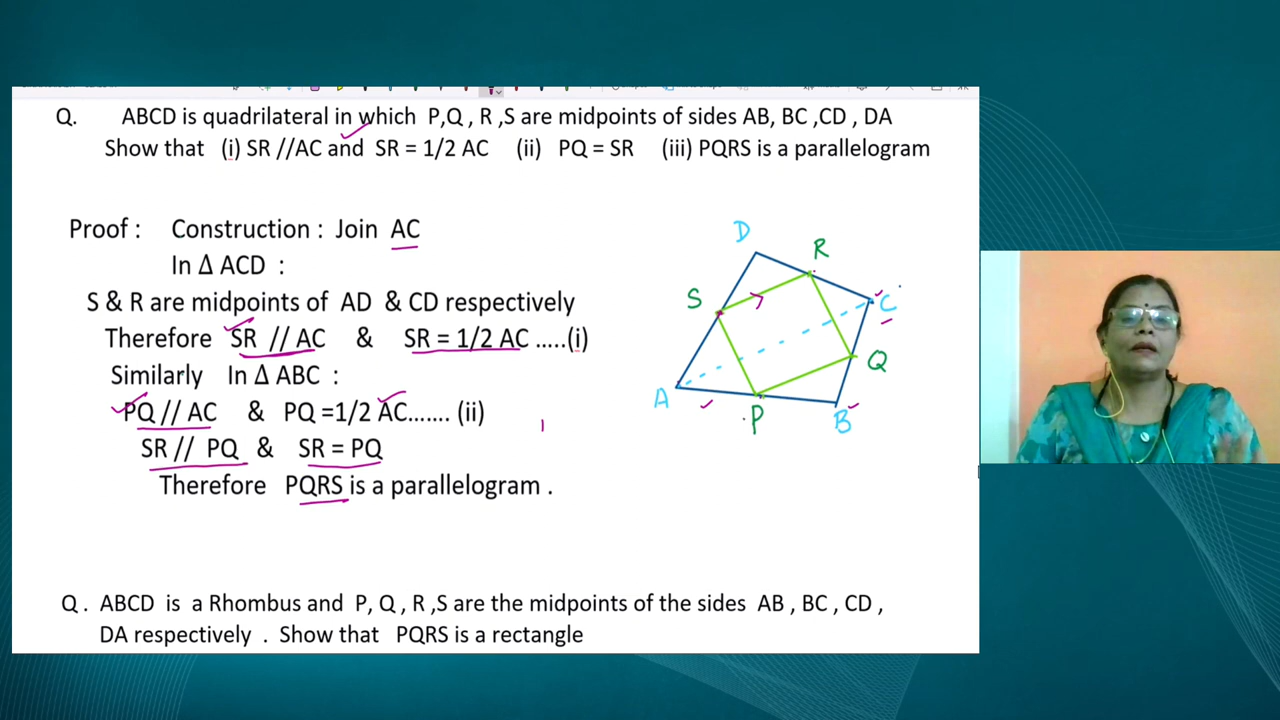 Q. ABCD is quadrilateral in which P,Q , R ,S are midpoints of sides AB, BC ,CD , DA
Show that (i) SR //AC and SR = 1/2 AC (ii) PQ = SR (iii) PQRS is a parallelogram
Proof : Construction : Join AC
In Δ ACD :
S & R are midpoints of AD & CD respectively
Therefore SR // AC & SR = 1/2 AC .....(i)
Similarly In Δ ABC :
PQ // AC & PQ =1/2 AC....... (ii)
SR // PQ & SR = PQ
Therefore PQRS is a parallelogram .
D
R
S
C
Q
A
P
B
Q . ABCD is a Rhombus and P, Q , R ,S are the midpoints of the sides AB , BC , CD ,
DA respectively . Show that PQRS is a rectangle